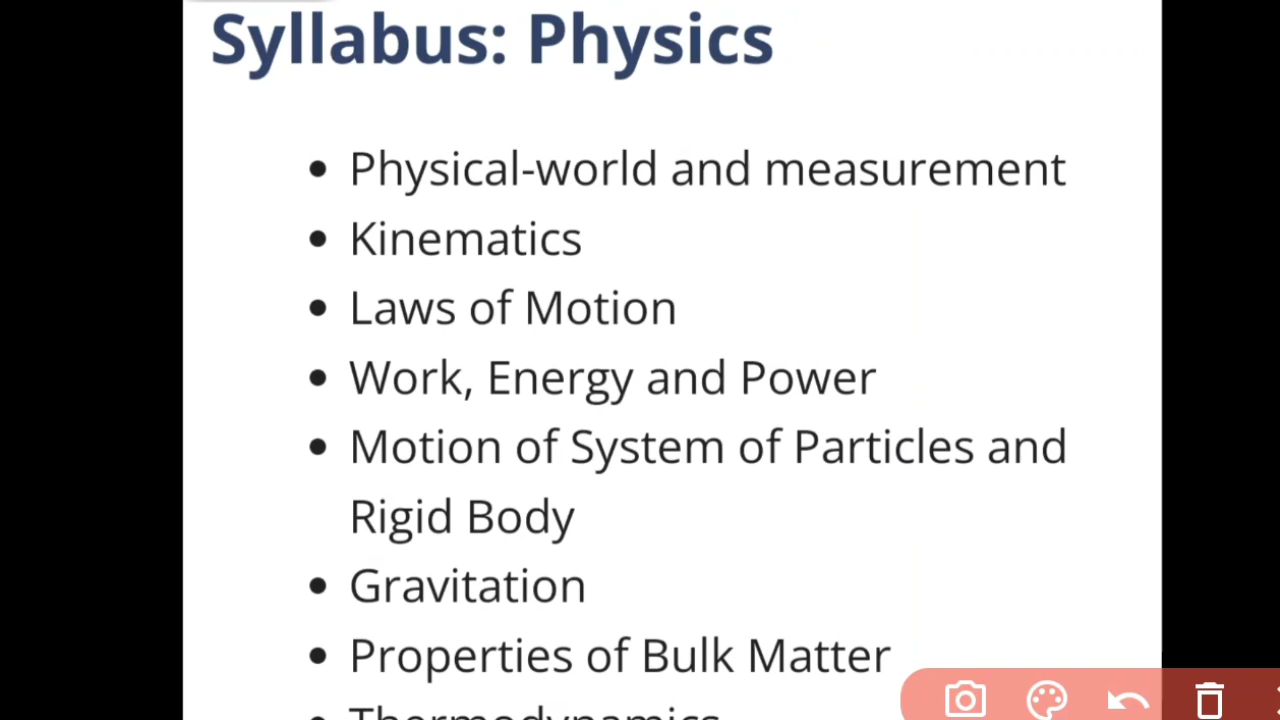 Syllabus: Physics
• Physical-world and measurement
• Kinematics
• Laws of Motion
• Work, Energy and Power
• Motion of System of Particles and
Rigid Body
• Gravitation
• Properties of Bulk Matter
• Thermodynamics